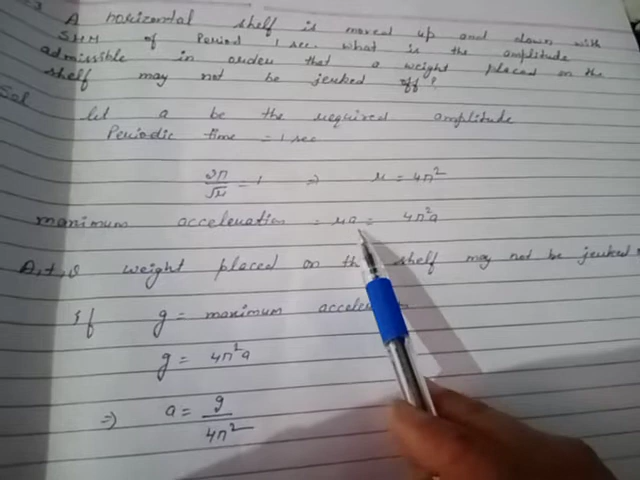 A horizontal shelf is moved up and down with
SHM of Period 1 sec. what is the amplitude
admissible in order that a weight placed on the
shelf may not be jerked off?
Sol
let a be the required amplitude
Periodic time = 1 sec
2π/√μ = 1 ⇒ μ = 4π²
maximum acceleration = μa = 4π²a
A.t.Q weight placed on the shelf may not be jerked
If g = maximum
g = 4π²a
⇒ a = g/4π²